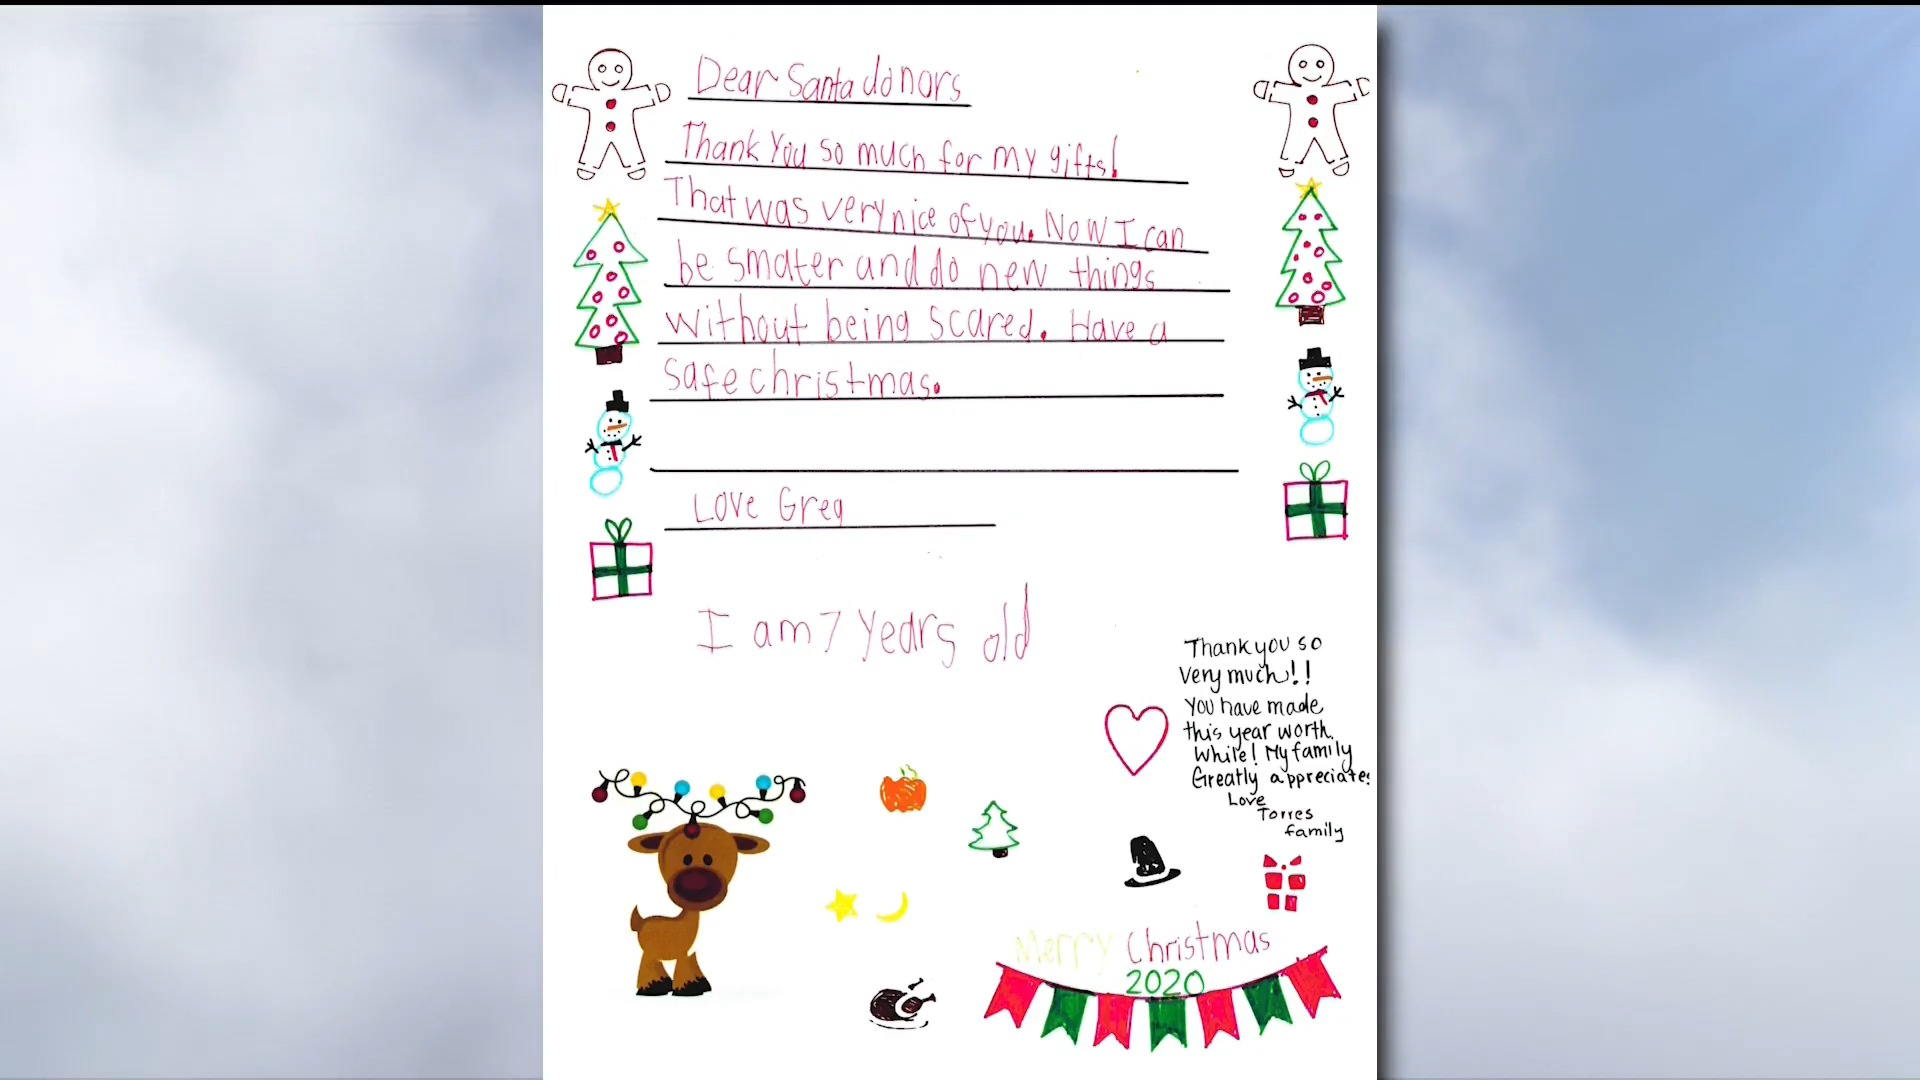 Dear Santa donors
Thank You so much for my gifts!
That was very nice of you. Now I can
be smater and do new things
without being scared. Have a
safe christmas.
Love Greg
I am 7 years old
Thank you so
very much!!
You have made
this year worth
while! My family
Greatly appreciates
Love
Torres
family
Merry Christmas
2020